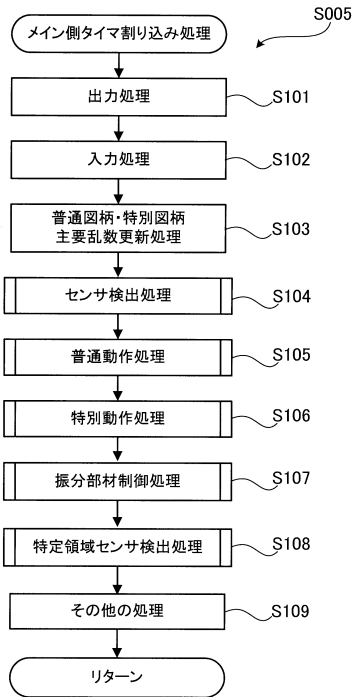 メイン側タイマ割り込み処理
S005
出力処理
S101
入力処理
S102
普通図柄・特別図柄
主要乱数更新処理
S103
センサ検出処理
S104
普通動作処理
S105
特別動作処理
S106
振分部材制御処理
S107
特定領域センサ検出処理
S108
その他の処理
S109
リターン